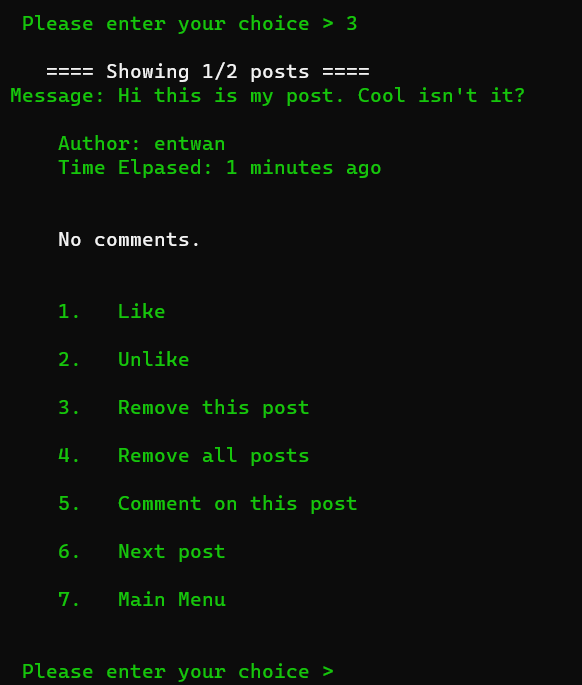 Please enter your choice > 3
==== Showing 1/2 posts ====
Message: Hi this is my post. Cool isn't it?
Author: entwan
Time Elpased: 1 minutes ago
No comments.
1. Like
2. Unlike
3. Remove this post
4. Remove all posts
5. Comment on this post
6. Next post
7. Main Menu
Please enter your choice >